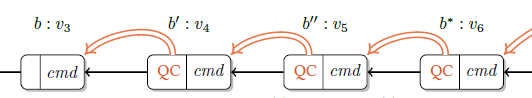 b : v₃ b′ : v₄ b″ : v₅ b* : v₆
cmd QC cmd QC cmd QC cmd